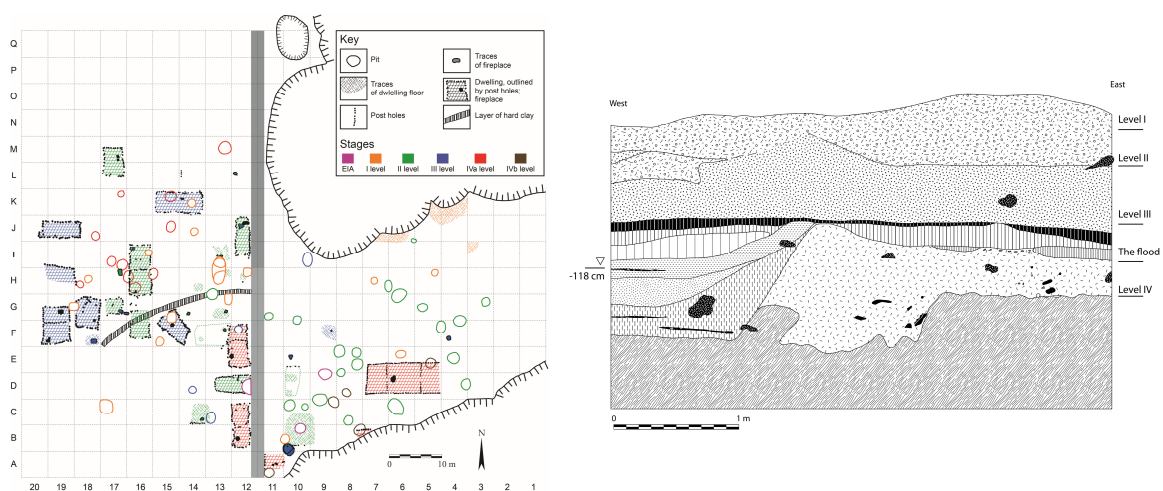 Key
Pit
Traces
of fireplace
Traces
of dwlelling floor
Dwelling, outlined
by post holes;
fireplace
Post holes
Layer of hard clay
Stages
EIA
I level
II level
III level
IVa level
IVb level
Q
P
O
N
M
L
K
J
I
H
G
F
E
D
C
B
A
N
0 10 m
20 19 18 17 16 15 14 13 12 11 10 9 8 7 6 5 4 3 2 1
West
East
Level I
Level II
Level III
The flood
Level IV
-118 cm
0 1 m